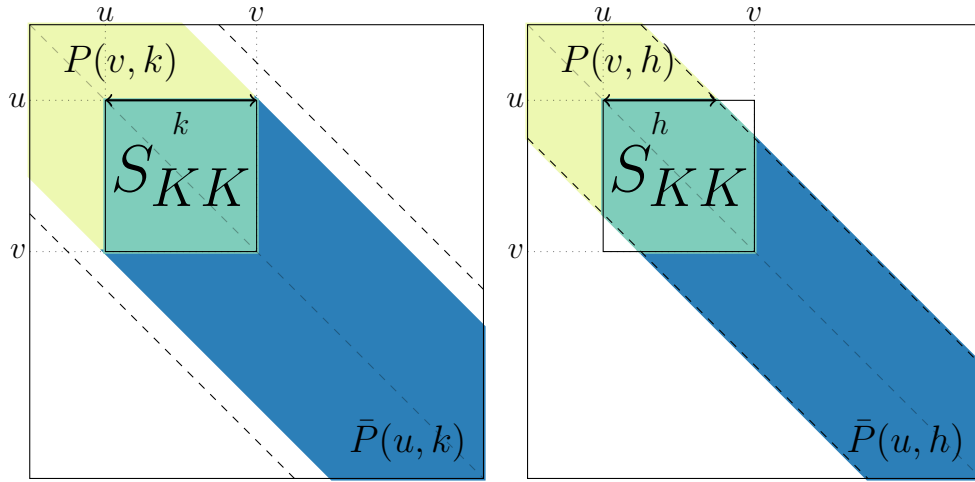 u v
P(v, k)
u
k
S_{KK}
v
P̄(u, k)
u v
P(v, h)
u
h
S_{KK}
v
P̄(u, h)